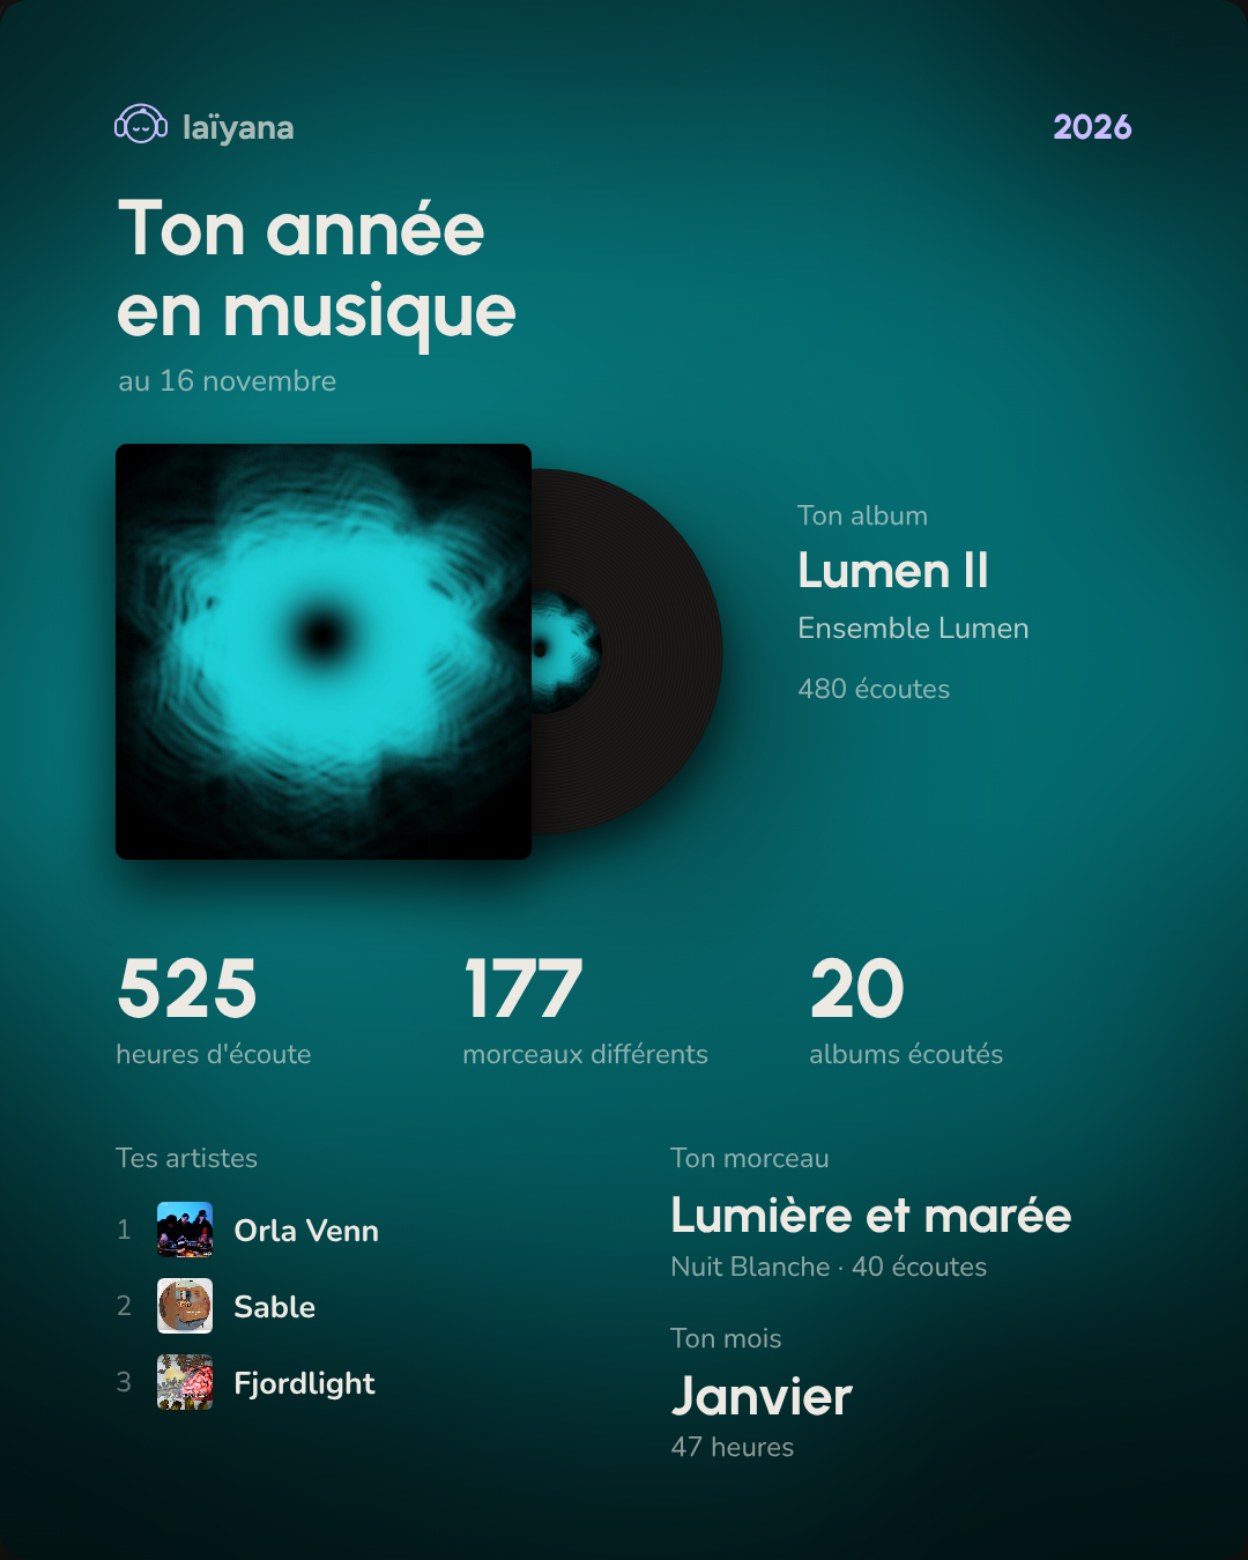 laïyana
2026
Ton année
en musique
au 16 novembre
Ton album
Lumen II
Ensemble Lumen
480 écoutes
525
heures d'écoute
177
morceaux différents
20
albums écoutés
Tes artistes
1 Orla Venn
2 Sable
3 Fjordlight
Ton morceau
Lumière et marée
Nuit Blanche · 40 écoutes
Ton mois
Janvier
47 heures